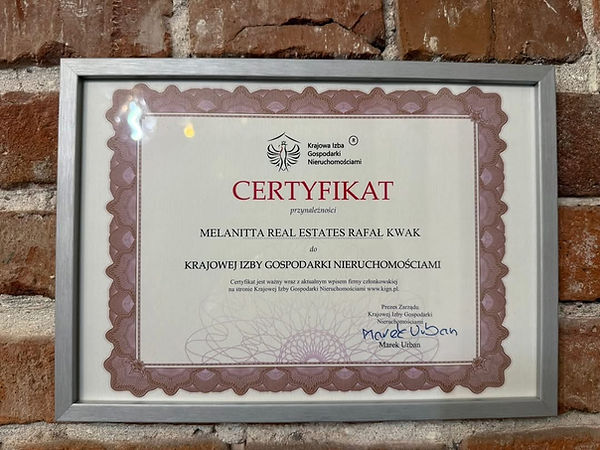 Krajowa Izba
Gospodarki
Nieruchomościami
®
CERTYFIKAT
przynależności
MELANITTA REAL ESTATES RAFAŁ KWAK
do
KRAJOWEJ IZBY GOSPODARKI NIERUCHOMOŚCIAMI
Certyfikat jest ważny wraz z aktualnym wpisem firmy członkowskiej
na stronie Krajowej Izby Gospodarki Nieruchomościami www.kign.pl.
Prezes Zarządu
Krajowej Izby Gospodarki
Nieruchomościami
Marek Urban
Marek Urban